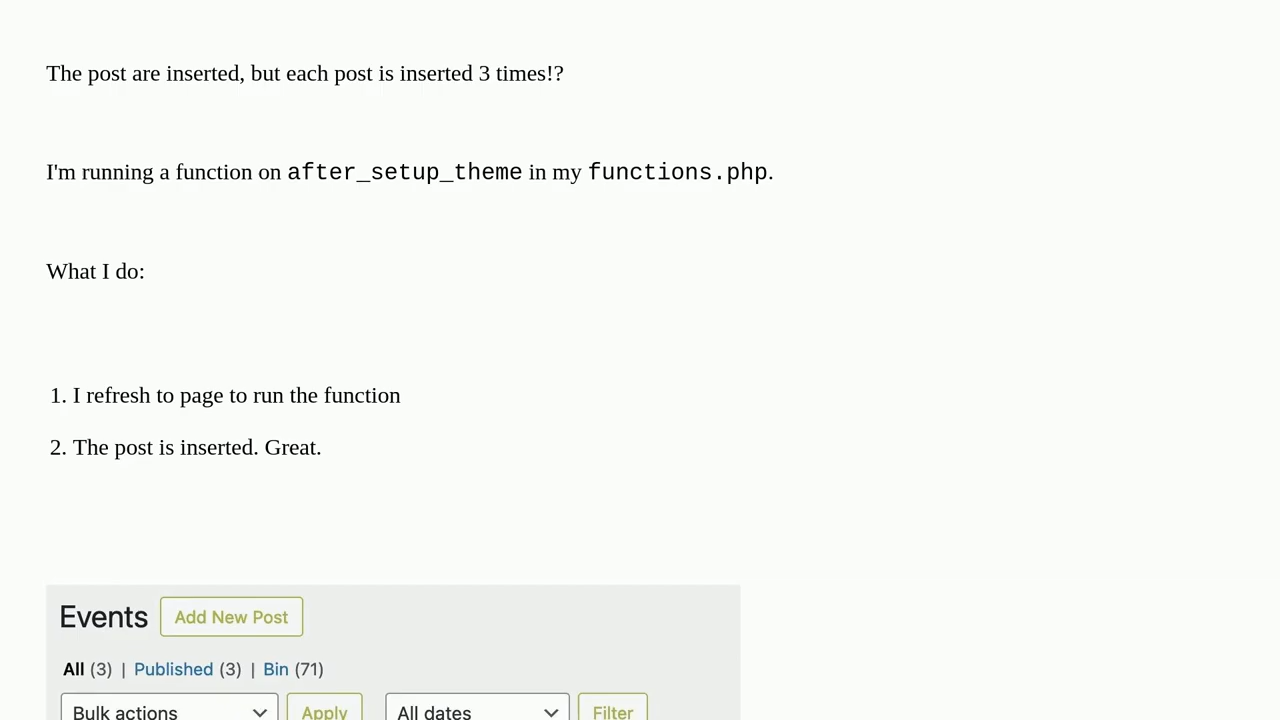 The post are inserted, but each post is inserted 3 times!?
I'm running a function on after_setup_theme in my functions.php.
What I do:
1. I refresh to page to run the function
2. The post is inserted. Great.
Events Add New Post
All (3) | Published (3) | Bin (71)
Bulk actions Apply All dates Filter